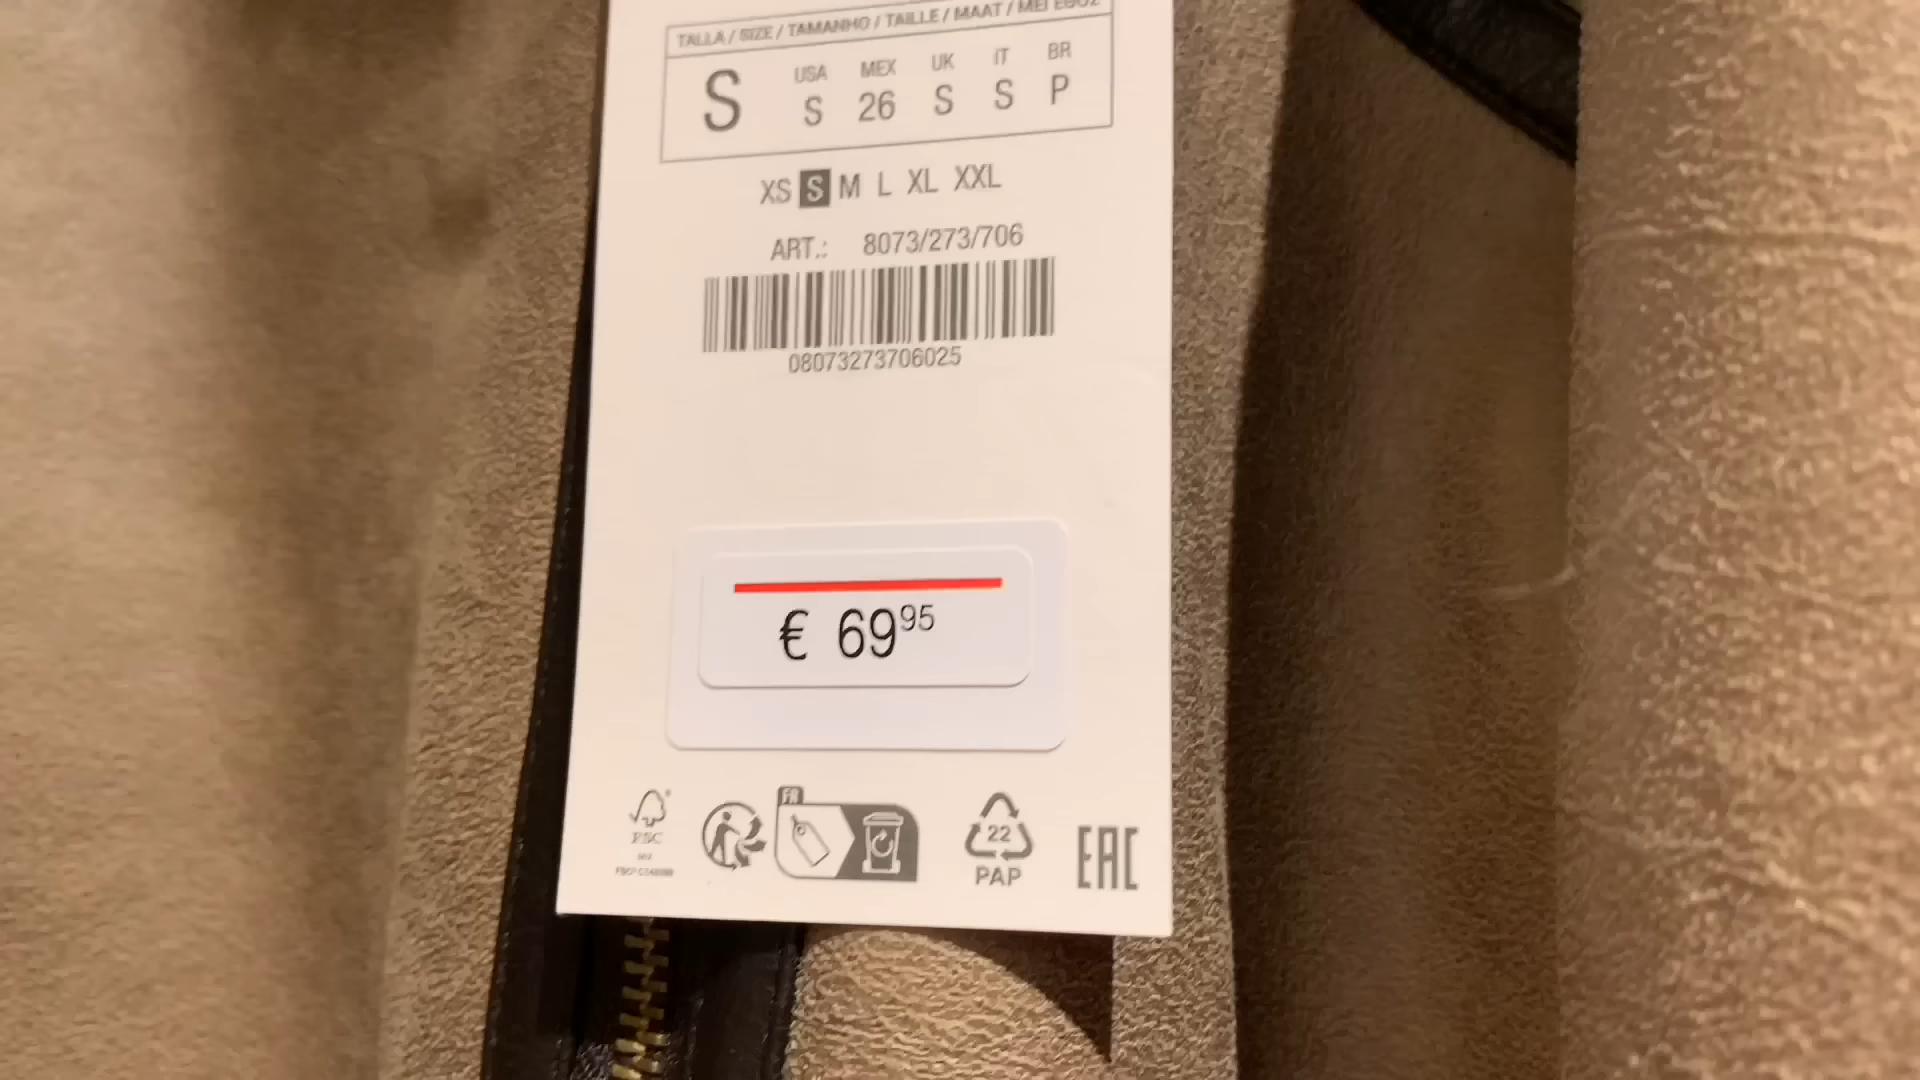 TALLA / SIZE / TAMANHO / TAILLE / MAAT /
USA MEX UK IT BR
S S 26 S S P
XS S M L XL XXL
ART.: 8073/273/706
08073273706025
€ 69 95
FR
FSC
22
PAP
EAC